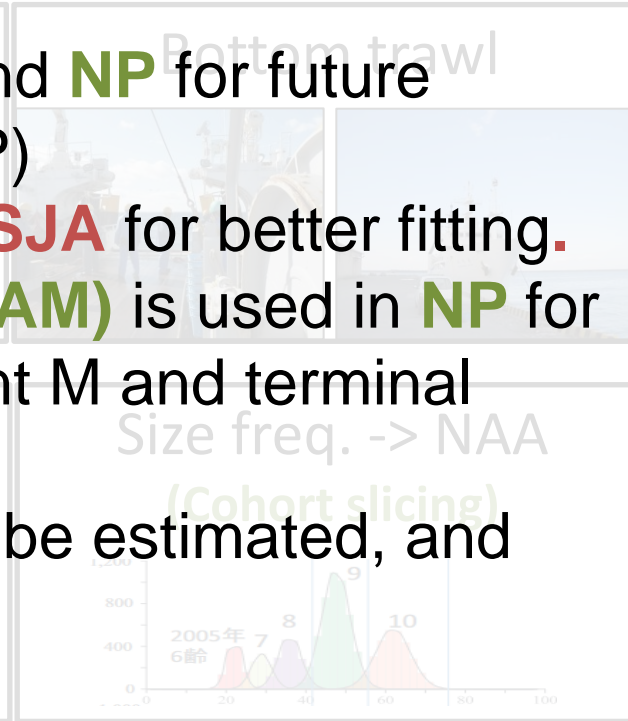 Bottom trawl
nd NP for future
P)
SJA for better fitting.
AM) is used in NP for
nt M and terminal
Size freq. -> NAA
(Cohort slicing)
be estimated, and
1,200
800
400
0
2005年
6齢
7
8
9
10
20
40
60
80
100